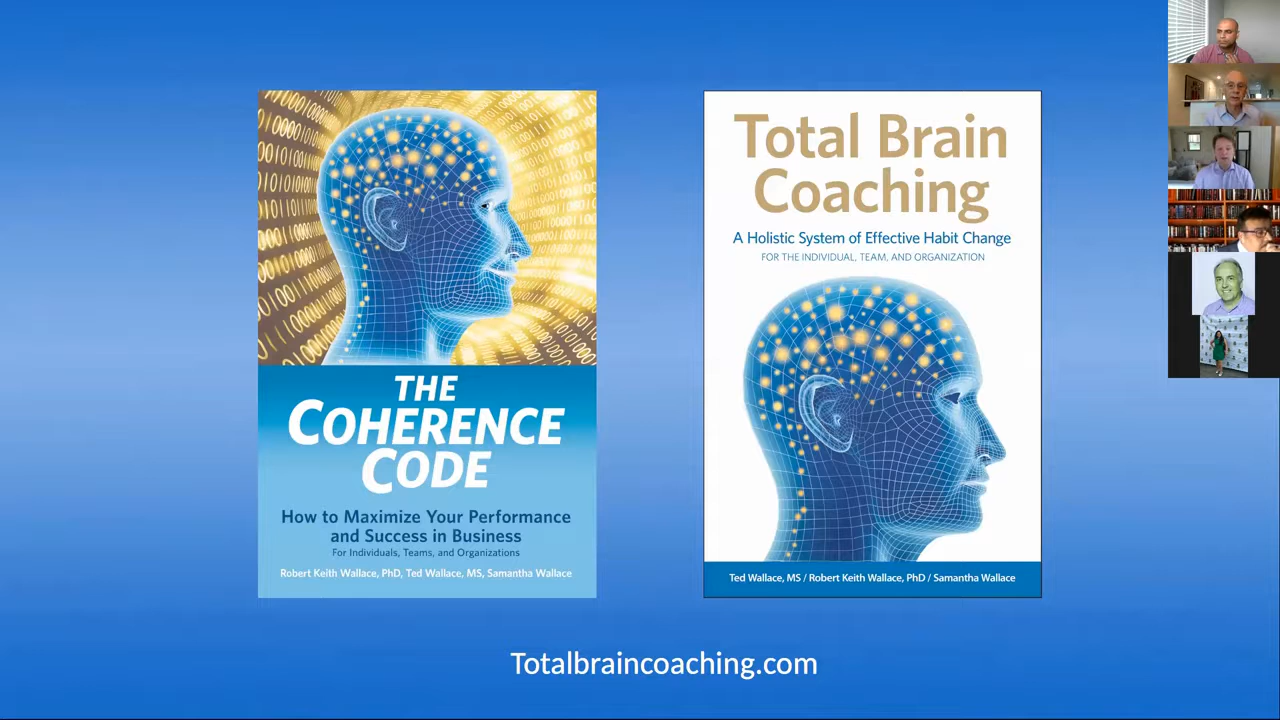 THE
COHERENCE
CODE
How to Maximize Your Performance
and Success in Business
For Individuals, Teams, and Organizations
Robert Keith Wallace, PhD, Ted Wallace, MS, Samantha Wallace
Total Brain
Coaching
A Holistic System of Effective Habit Change
FOR THE INDIVIDUAL, TEAM, AND ORGANIZATION
Ted Wallace, MS / Robert Keith Wallace, PhD / Samantha Wallace
Totalbraincoaching.com